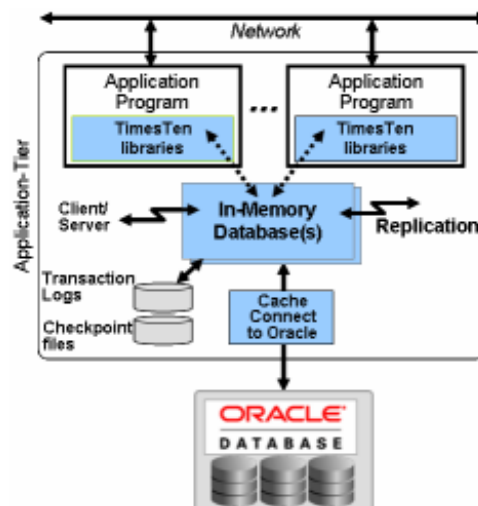 Network
Application
Program
TimesTen
libraries
...
Application
Program
TimesTen
libraries
Application-Tier
Client/
Server
In-Memory
Database(s)
Replication
Transaction
Logs
Checkpoint
files
Cache
Connect
to Oracle
ORACLE®
DATABASE